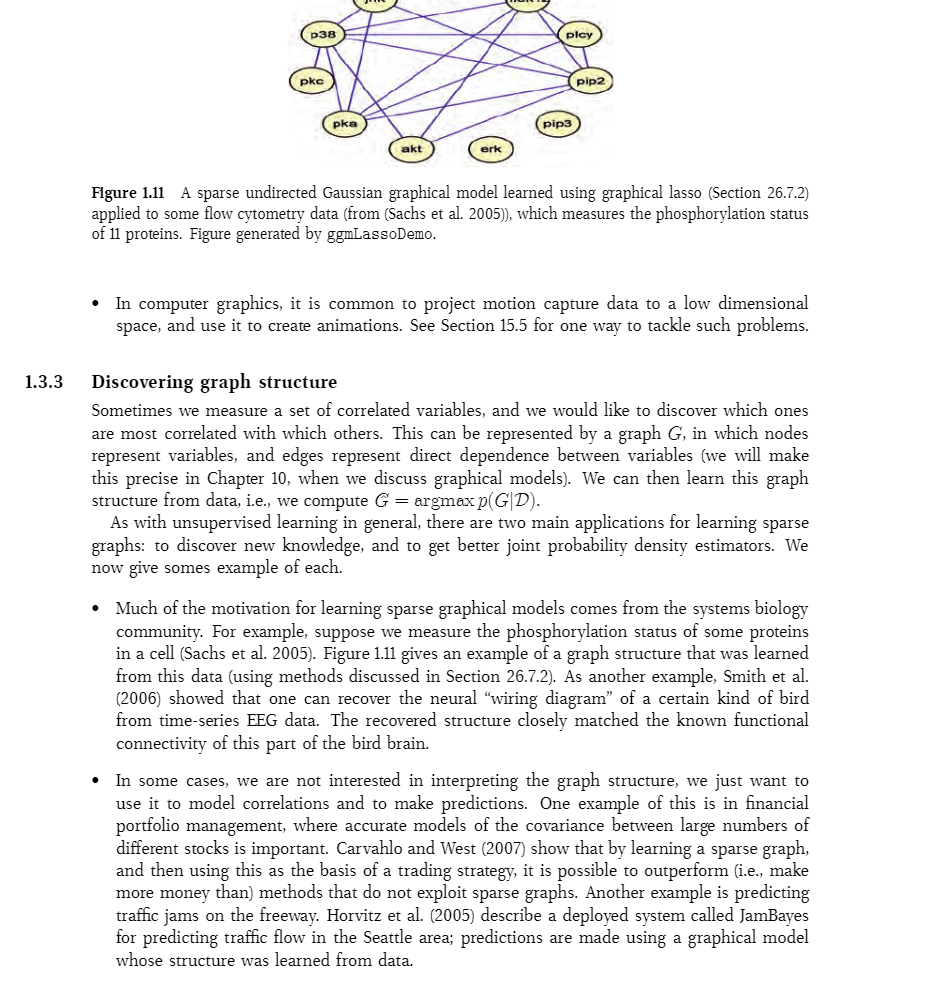 p38
plcy
pkc
pip2
pka
pip3
akt
erk
Figure 1.11 A sparse undirected Gaussian graphical model learned using graphical lasso (Section 26.7.2)
applied to some flow cytometry data (from (Sachs et al. 2005)), which measures the phosphorylation status
of 11 proteins. Figure generated by ggmLassoDemo.
• In computer graphics, it is common to project motion capture data to a low dimensional
space, and use it to create animations. See Section 15.5 for one way to tackle such problems.
1.3.3 Discovering graph structure
Sometimes we measure a set of correlated variables, and we would like to discover which ones
are most correlated with which others. This can be represented by a graph G, in which nodes
represent variables, and edges represent direct dependence between variables (we will make
this precise in Chapter 10, when we discuss graphical models). We can then learn this graph
structure from data, i.e., we compute Ĝ = argmax p(G|D).
As with unsupervised learning in general, there are two main applications for learning sparse
graphs: to discover new knowledge, and to get better joint probability density estimators. We
now give somes example of each.
• Much of the motivation for learning sparse graphical models comes from the systems biology
community. For example, suppose we measure the phosphorylation status of some proteins
in a cell (Sachs et al. 2005). Figure 1.11 gives an example of a graph structure that was learned
from this data (using methods discussed in Section 26.7.2). As another example, Smith et al.
(2006) showed that one can recover the neural “wiring diagram” of a certain kind of bird
from time-series EEG data. The recovered structure closely matched the known functional
connectivity of this part of the bird brain.
• In some cases, we are not interested in interpreting the graph structure, we just want to
use it to model correlations and to make predictions. One example of this is in financial
portfolio management, where accurate models of the covariance between large numbers of
different stocks is important. Carvahlo and West (2007) show that by learning a sparse graph,
and then using this as the basis of a trading strategy, it is possible to outperform (i.e., make
more money than) methods that do not exploit sparse graphs. Another example is predicting
traffic jams on the freeway. Horvitz et al. (2005) describe a deployed system called JamBayes
for predicting traffic flow in the Seattle area; predictions are made using a graphical model
whose structure was learned from data.